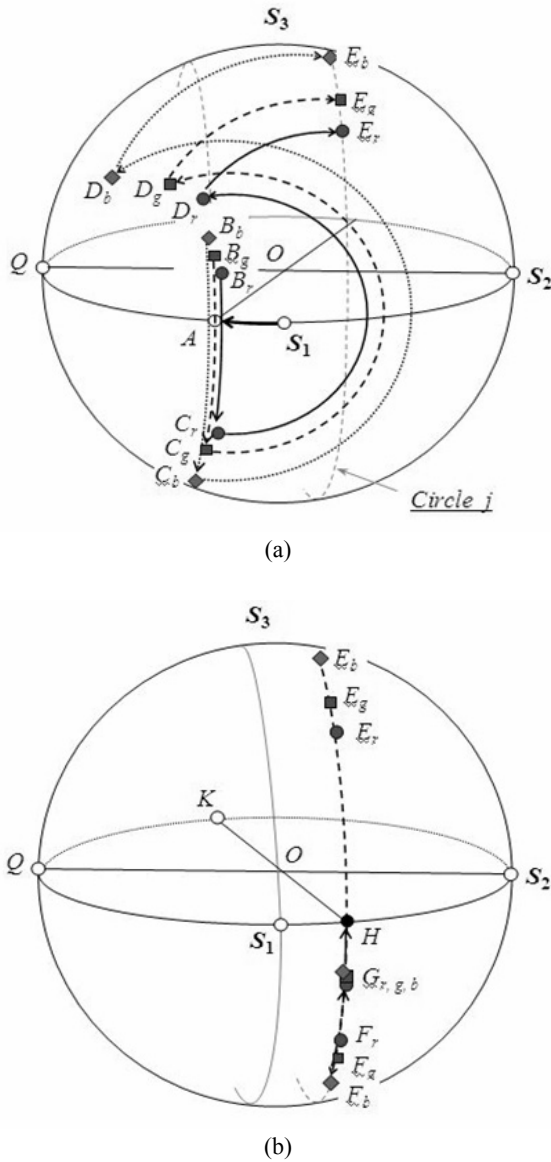 S3
Eb
Eg
Er
Db
Dg
Dr
Bb
Bg
Br
O
Q
S2
A
S1
Cr
Cg
Cb
Circle j
(a)
S3
Eb
Eg
Er
K
O
Q
S2
S1
H
Gr, g, b
Fr
Fg
Fb
(b)